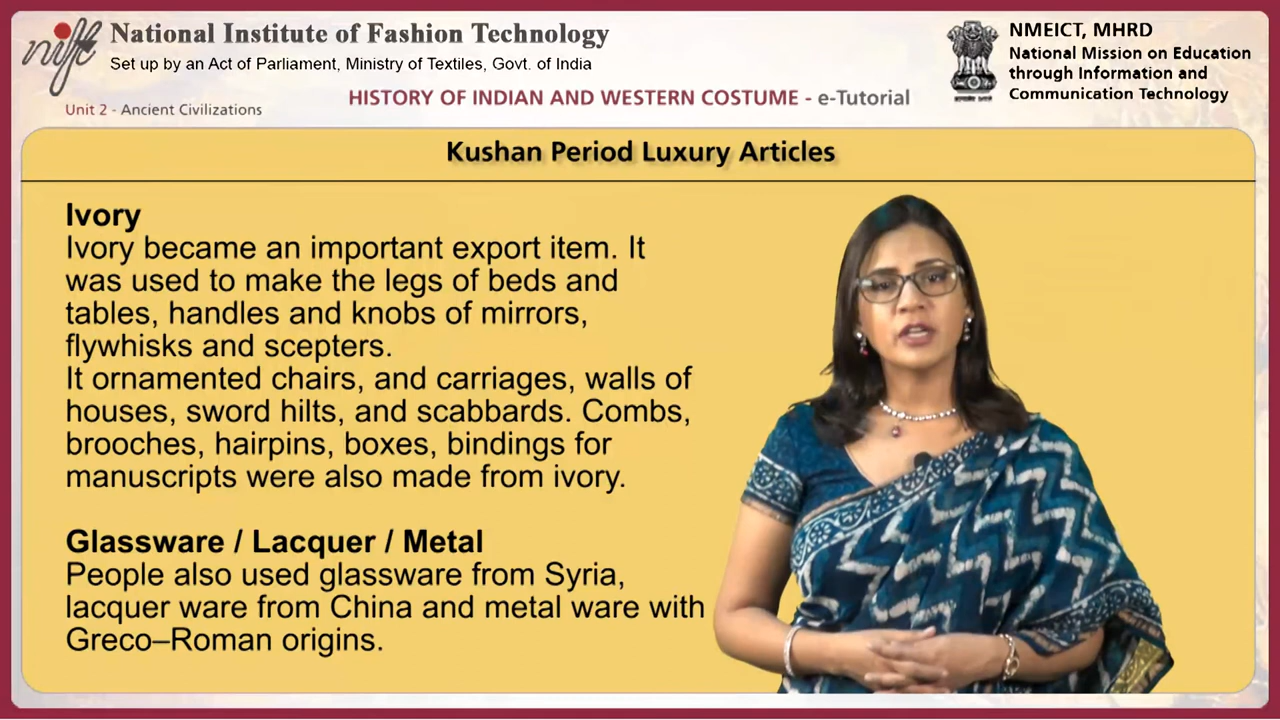 nift
National Institute of Fashion Technology
Set up by an Act of Parliament, Ministry of Textiles, Govt. of India
Unit 2 - Ancient Civilizations
HISTORY OF INDIAN AND WESTERN COSTUME - e-Tutorial
NMEICT, MHRD
National Mission on Education
through Information and
Communication Technology
Kushan Period Luxury Articles
Ivory
Ivory became an important export item. It
was used to make the legs of beds and
tables, handles and knobs of mirrors,
flywhisks and scepters.
It ornamented chairs, and carriages, walls of
houses, sword hilts, and scabbards. Combs,
brooches, hairpins, boxes, bindings for
manuscripts were also made from ivory.
Glassware / Lacquer / Metal
People also used glassware from Syria,
lacquer ware from China and metal ware with
Greco–Roman origins.